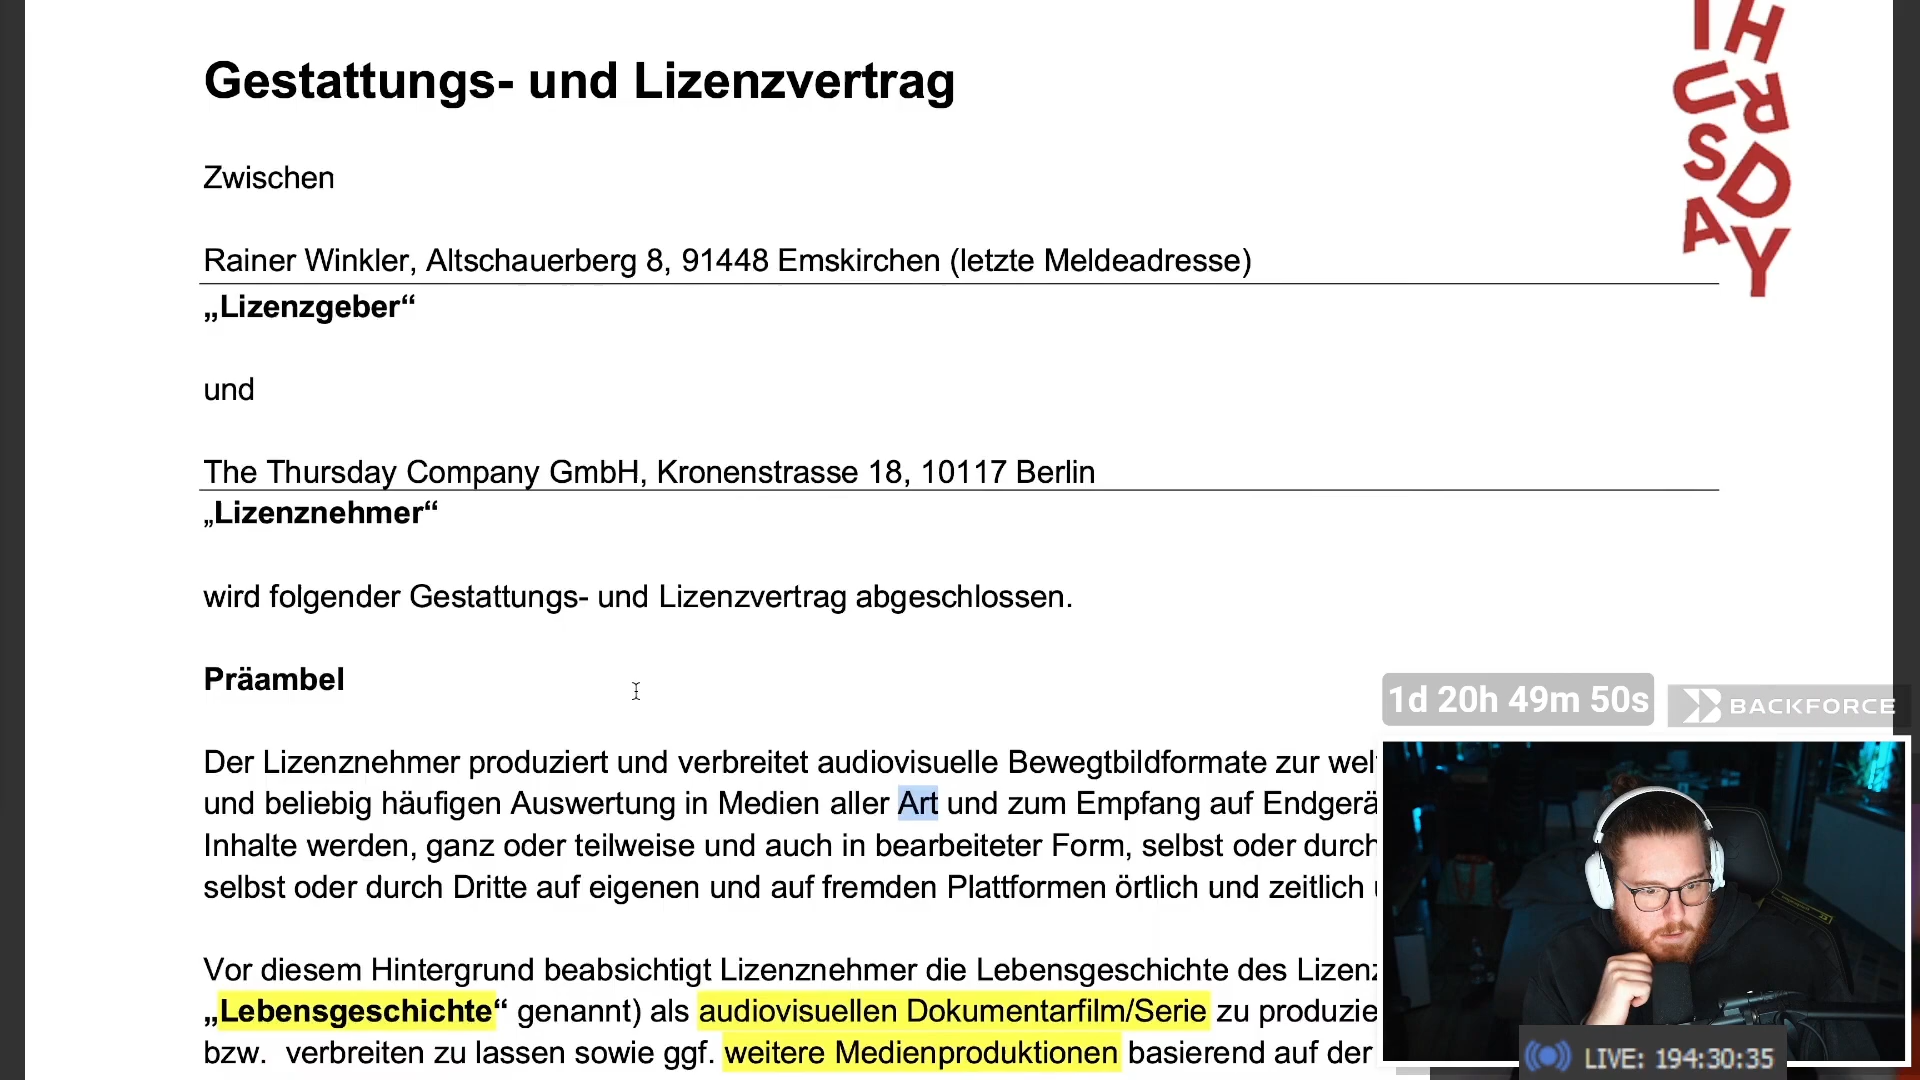 THURSDAY
Gestattungs- und Lizenzvertrag
Zwischen
Rainer Winkler, Altschauerberg 8, 91448 Emskirchen (letzte Meldeadresse)
„Lizenzgeber“
und
The Thursday Company GmbH, Kronenstrasse 18, 10117 Berlin
„Lizenznehmer“
wird folgender Gestattungs- und Lizenzvertrag abgeschlossen.
Präambel
Der Lizenznehmer produziert und verbreitet audiovisuelle Bewegtbildformate zur
und beliebig häufigen Auswertung in Medien aller Art und zum Empfang auf
Inhalte werden, ganz oder teilweise und auch in bearbeiteter Form, selbst oder durch
selbst oder durch Dritte auf eigenen und auf fremden Plattformen örtlich und zeitlich
Vor diesem Hintergrund beabsichtigt Lizenznehmer die Lebensgeschichte des
„Lebensgeschichte“ genannt) als audiovisuellen Dokumentarfilm/Serie zu
bzw. verbreiten zu lassen sowie ggf. weitere Medienproduktionen basierend auf der
1d 20h 49m 50s
BACKFORCE
LIVE: 194:30:35